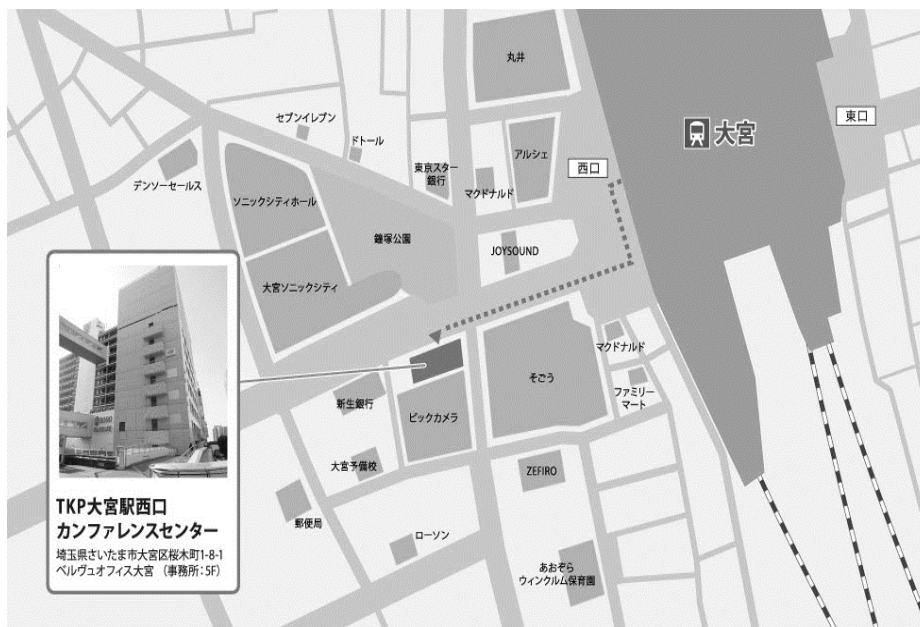 丸井
大宮
東口
セブンイレブン
ドトール
アルシェ
西口
東京スター
銀行
マクドナルド
デンソーセールス
ソニックシティホール
鐘塚公園
JOYSOUND
大宮ソニックシティ
マクドナルド
そごう
ファミリー
マート
新生銀行
ビックカメラ
大宮予備校
ZEFIRO
郵便局
ローソン
あおぞら
ウィンクルム保育園
TKP大宮駅西口
カンファレンスセンター
埼玉県さいたま市大宮区桜木町1-8-1
ベルヴュオフィス大宮 （事務所:5F）